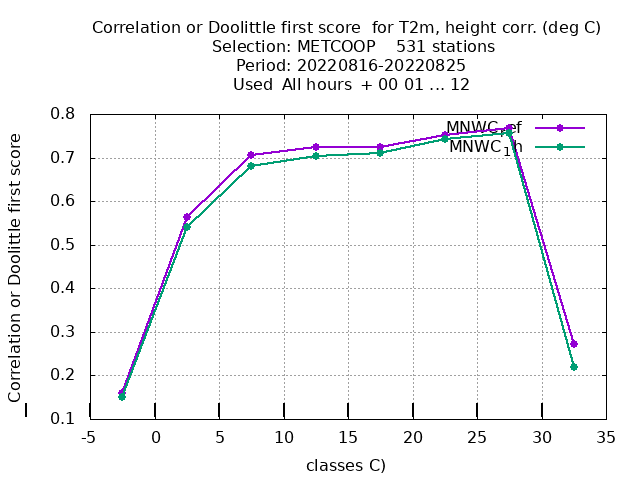 Correlation or Doolittle first score for T2m, height corr. (deg C)
Selection: METCOOP 531 stations
Period: 20220816-20220825
Used All hours + 00 01 ... 12
Correlation or Doolittle first score
0.8
0.7
0.6
0.5
0.4
0.3
0.2
0.1
MNWCref
MNWC1h
-5 0 5 10 15 20 25 30 35
classes C)